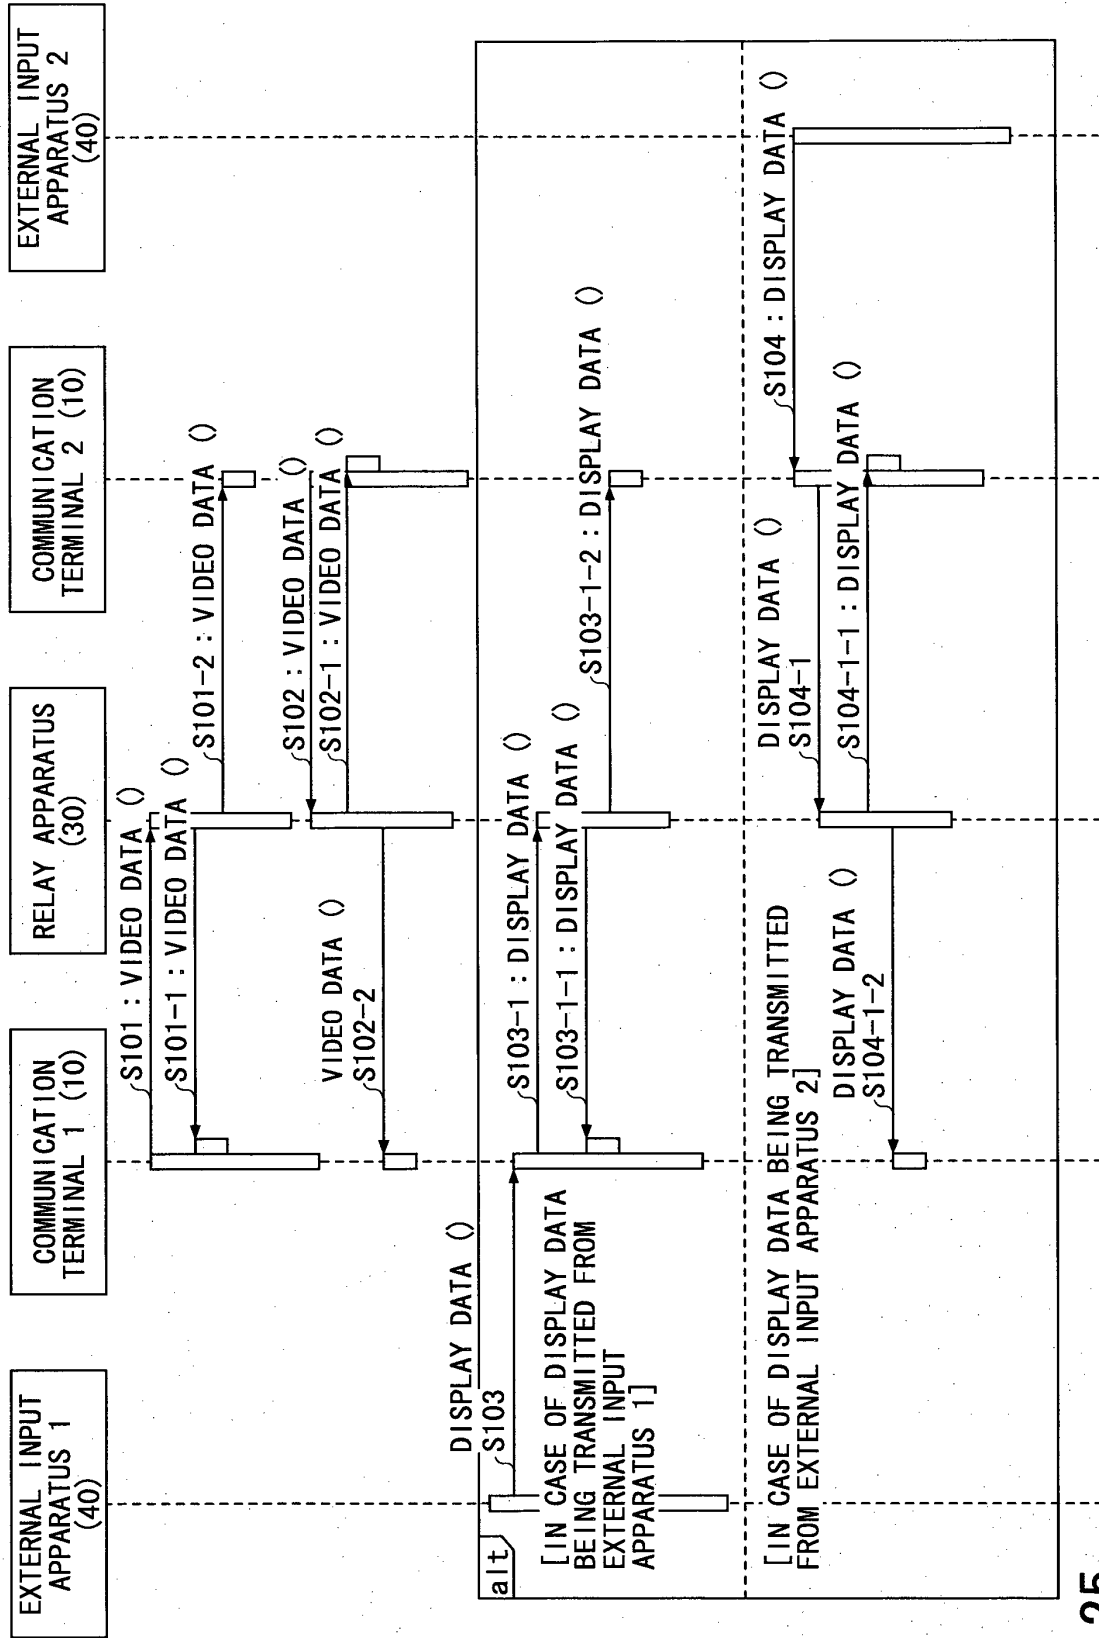 EXTERNAL INPUT
APPARATUS 1
(40)
COMMUNICATION
TERMINAL 1 (10)
RELAY APPARATUS
(30)
COMMUNICATION
TERMINAL 2 (10)
EXTERNAL INPUT
APPARATUS 2
(40)
S101 : VIDEO DATA ()
S101-1 : VIDEO DATA ()
S101-2 : VIDEO DATA ()
S102 : VIDEO DATA ()
S102-1 : VIDEO DATA ()
VIDEO DATA ()
S102-2
alt
DISPLAY DATA ()
S103
[IN CASE OF DISPLAY DATA
BEING TRANSMITTED FROM
EXTERNAL INPUT
APPARATUS 1]
S103-1 : DISPLAY DATA ()
S103-1-1 : DISPLAY DATA ()
S103-1-2 : DISPLAY DATA ()
[IN CASE OF DISPLAY DATA BEING TRANSMITTED
FROM EXTERNAL INPUT APPARATUS 2]
S104 : DISPLAY DATA ()
DISPLAY DATA ()
S104-1
S104-1-1 : DISPLAY DATA ()
DISPLAY DATA ()
S104-1-2